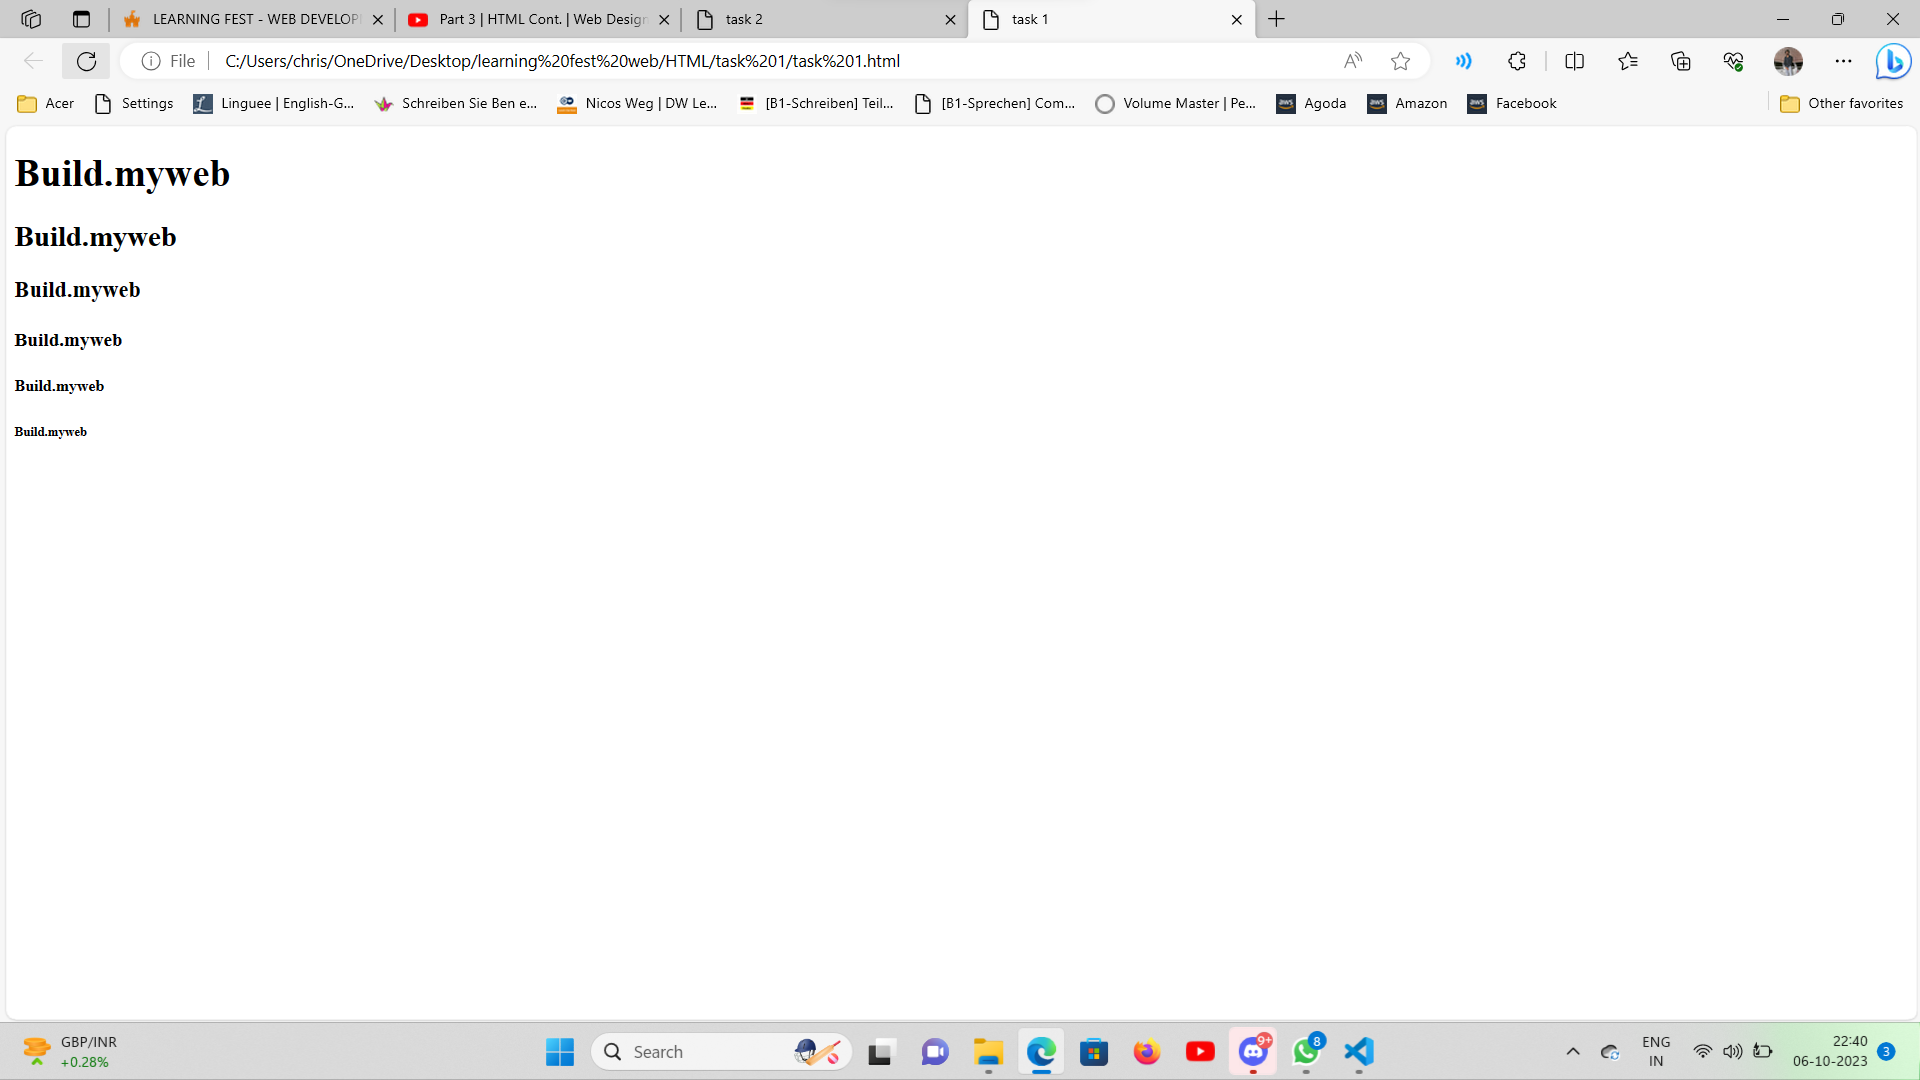 LEARNING FEST - WEB DEVELOP
Part 3 | HTML Cont. | Web Design
task 2
task 1
File
C:/Users/chris/OneDrive/Desktop/learning%20fest%20web/HTML/task%201/task%201.html
Acer
Settings
Linguee | English-G...
Schreiben Sie Ben e...
Nicos Weg | DW Le...
[B1-Schreiben] Teil...
[B1-Sprechen] Com...
Volume Master | Pe...
aws
Agoda
aws
Amazon
aws
Facebook
Other favorites
Build.myweb
Build.myweb
Build.myweb
Build.myweb
Build.myweb
Build.myweb
GBP/INR
+0.28%
Search
9+
8
ENG
IN
22:40
06-10-2023
3